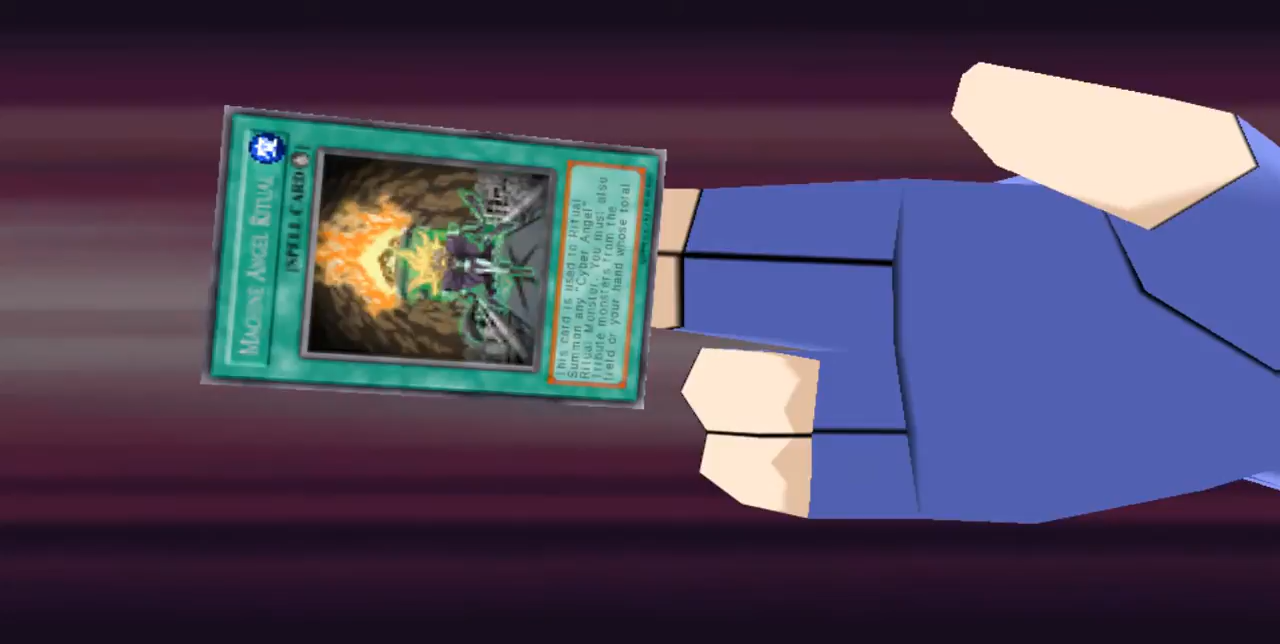 MACHINE ANGEL RITUAL
[SPELL CARD
This card is used to Ritual
Summon any "Cyber Angel"
Ritual Monster. You must also
Tribute monsters from the
field or your hand whose total